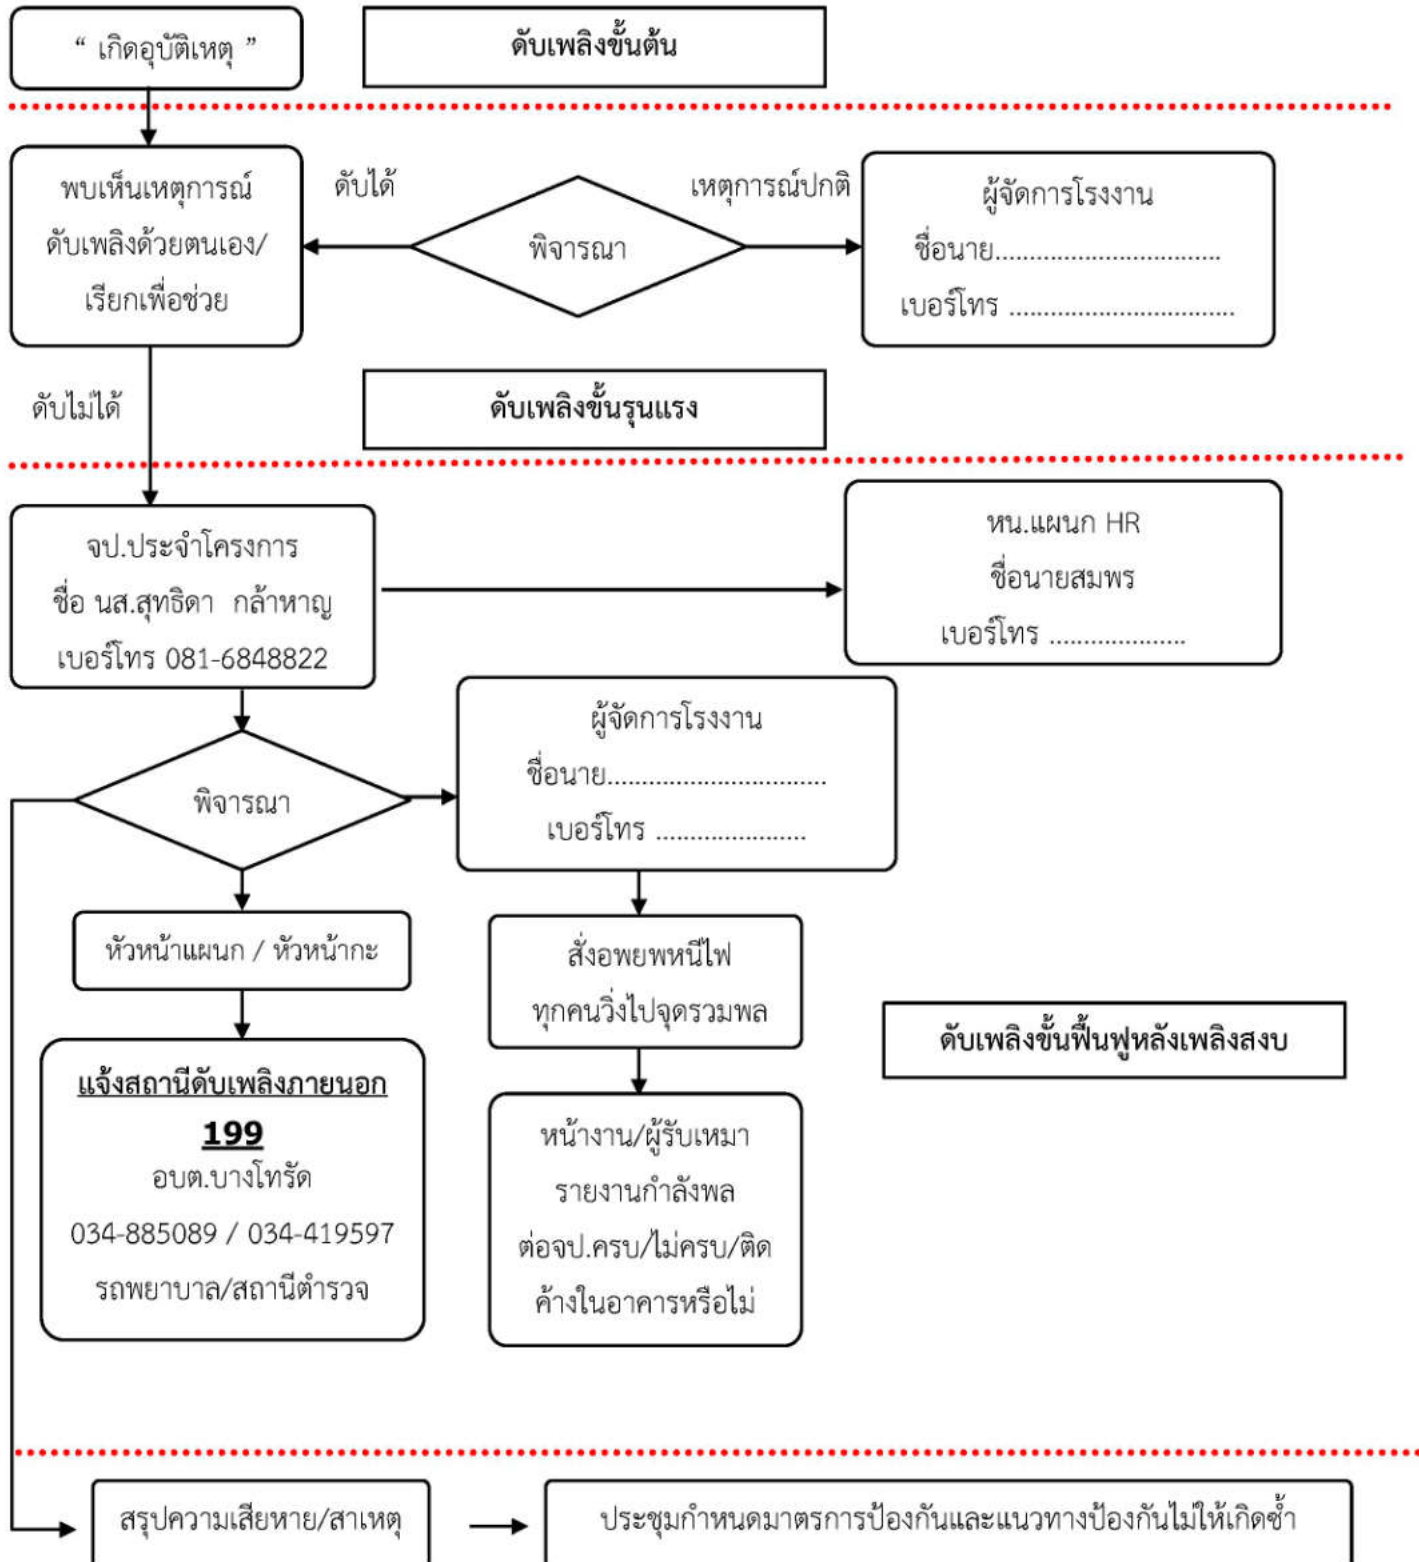 “ เกิดอุบัติเหตุ ”
ดับเพลิงขั้นต้น
พบเห็นเหตุการณ์
ดับเพลิงด้วยตนเอง/
เรียกเพื่อช่วย
ดับได้
พิจารณา
เหตุการณ์ปกติ
ผู้จัดการโรงงาน
ชื่อนาย.................................
เบอร์โทร .................................
ดับไม่ได้
ดับเพลิงขั้นรุนแรง
จป.ประจำโครงการ
ชื่อ นส.สุทธิดา กล้าหาญ
เบอร์โทร 081-6848822
หน.แผนก HR
ชื่อนายสมพร
เบอร์โทร ....................
พิจารณา
ผู้จัดการโรงงาน
ชื่อนาย................................
เบอร์โทร ......................
หัวหน้าแผนก / หัวหน้ากะ
สั่งอพยพหนีไฟ
ทุกคนวิ่งไปจุดรวมพล
ดับเพลิงขั้นฟื้นฟูหลังเพลิงสงบ
แจ้งสถานีดับเพลิงภายนอก
199
อบต.บางโทรัด
034-885089 / 034-419597
รถพยาบาล/สถานีตำรวจ
หน้างาน/ผู้รับเหมา
รายงานกำลังพล
ต่อจป.ครบ/ไม่ครบ/ติด
ค้างในอาคารหรือไม่
สรุปความเสียหาย/สาเหตุ
ประชุมกำหนดมาตรการป้องกันและแนวทางป้องกันไม่ให้เกิดซ้ำ